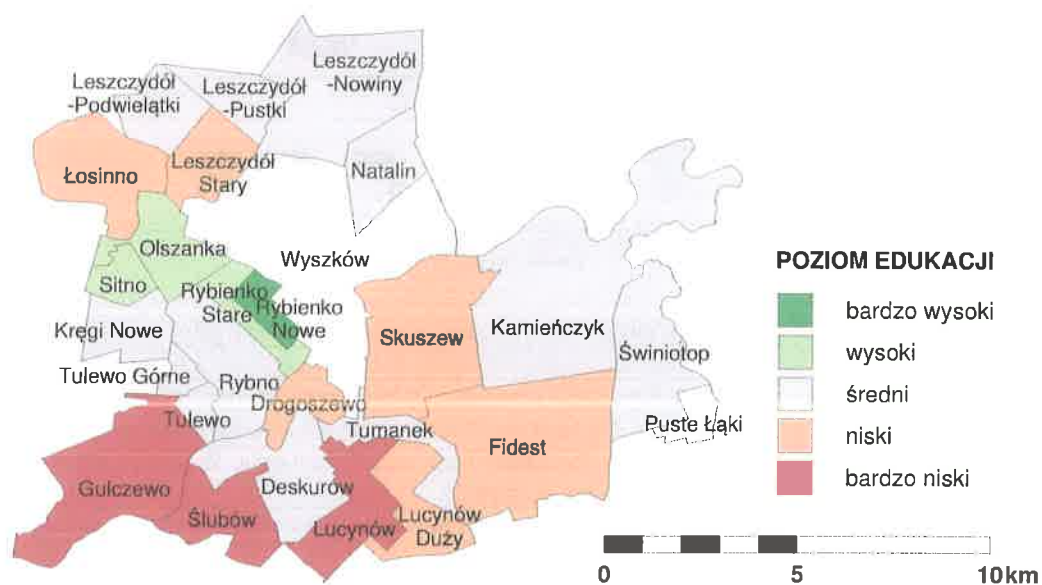 Leszczydół
-Nowiny
Leszczydół
-Podwielątki
Leszczydół
-Pustki
Leszczydół
Stary
Natalin
Łosinno
Olszanka
Wyszków
Sitno
Rybienko
Stare
Rybienko
Nowe
Kręgi Nowe
Skuszew
Kamieńczyk
Świniotop
Tulewo Górne
Rybno
Drogoszewo
Tulewo
Tumanek
Puste Łąki
Fidest
Gulczewo
Deskurów
Ślubów
Lucynów
Lucynów
Duży
POZIOM EDUKACJI
bardzo wysoki
wysoki
średni
niski
bardzo niski
0 5 10km